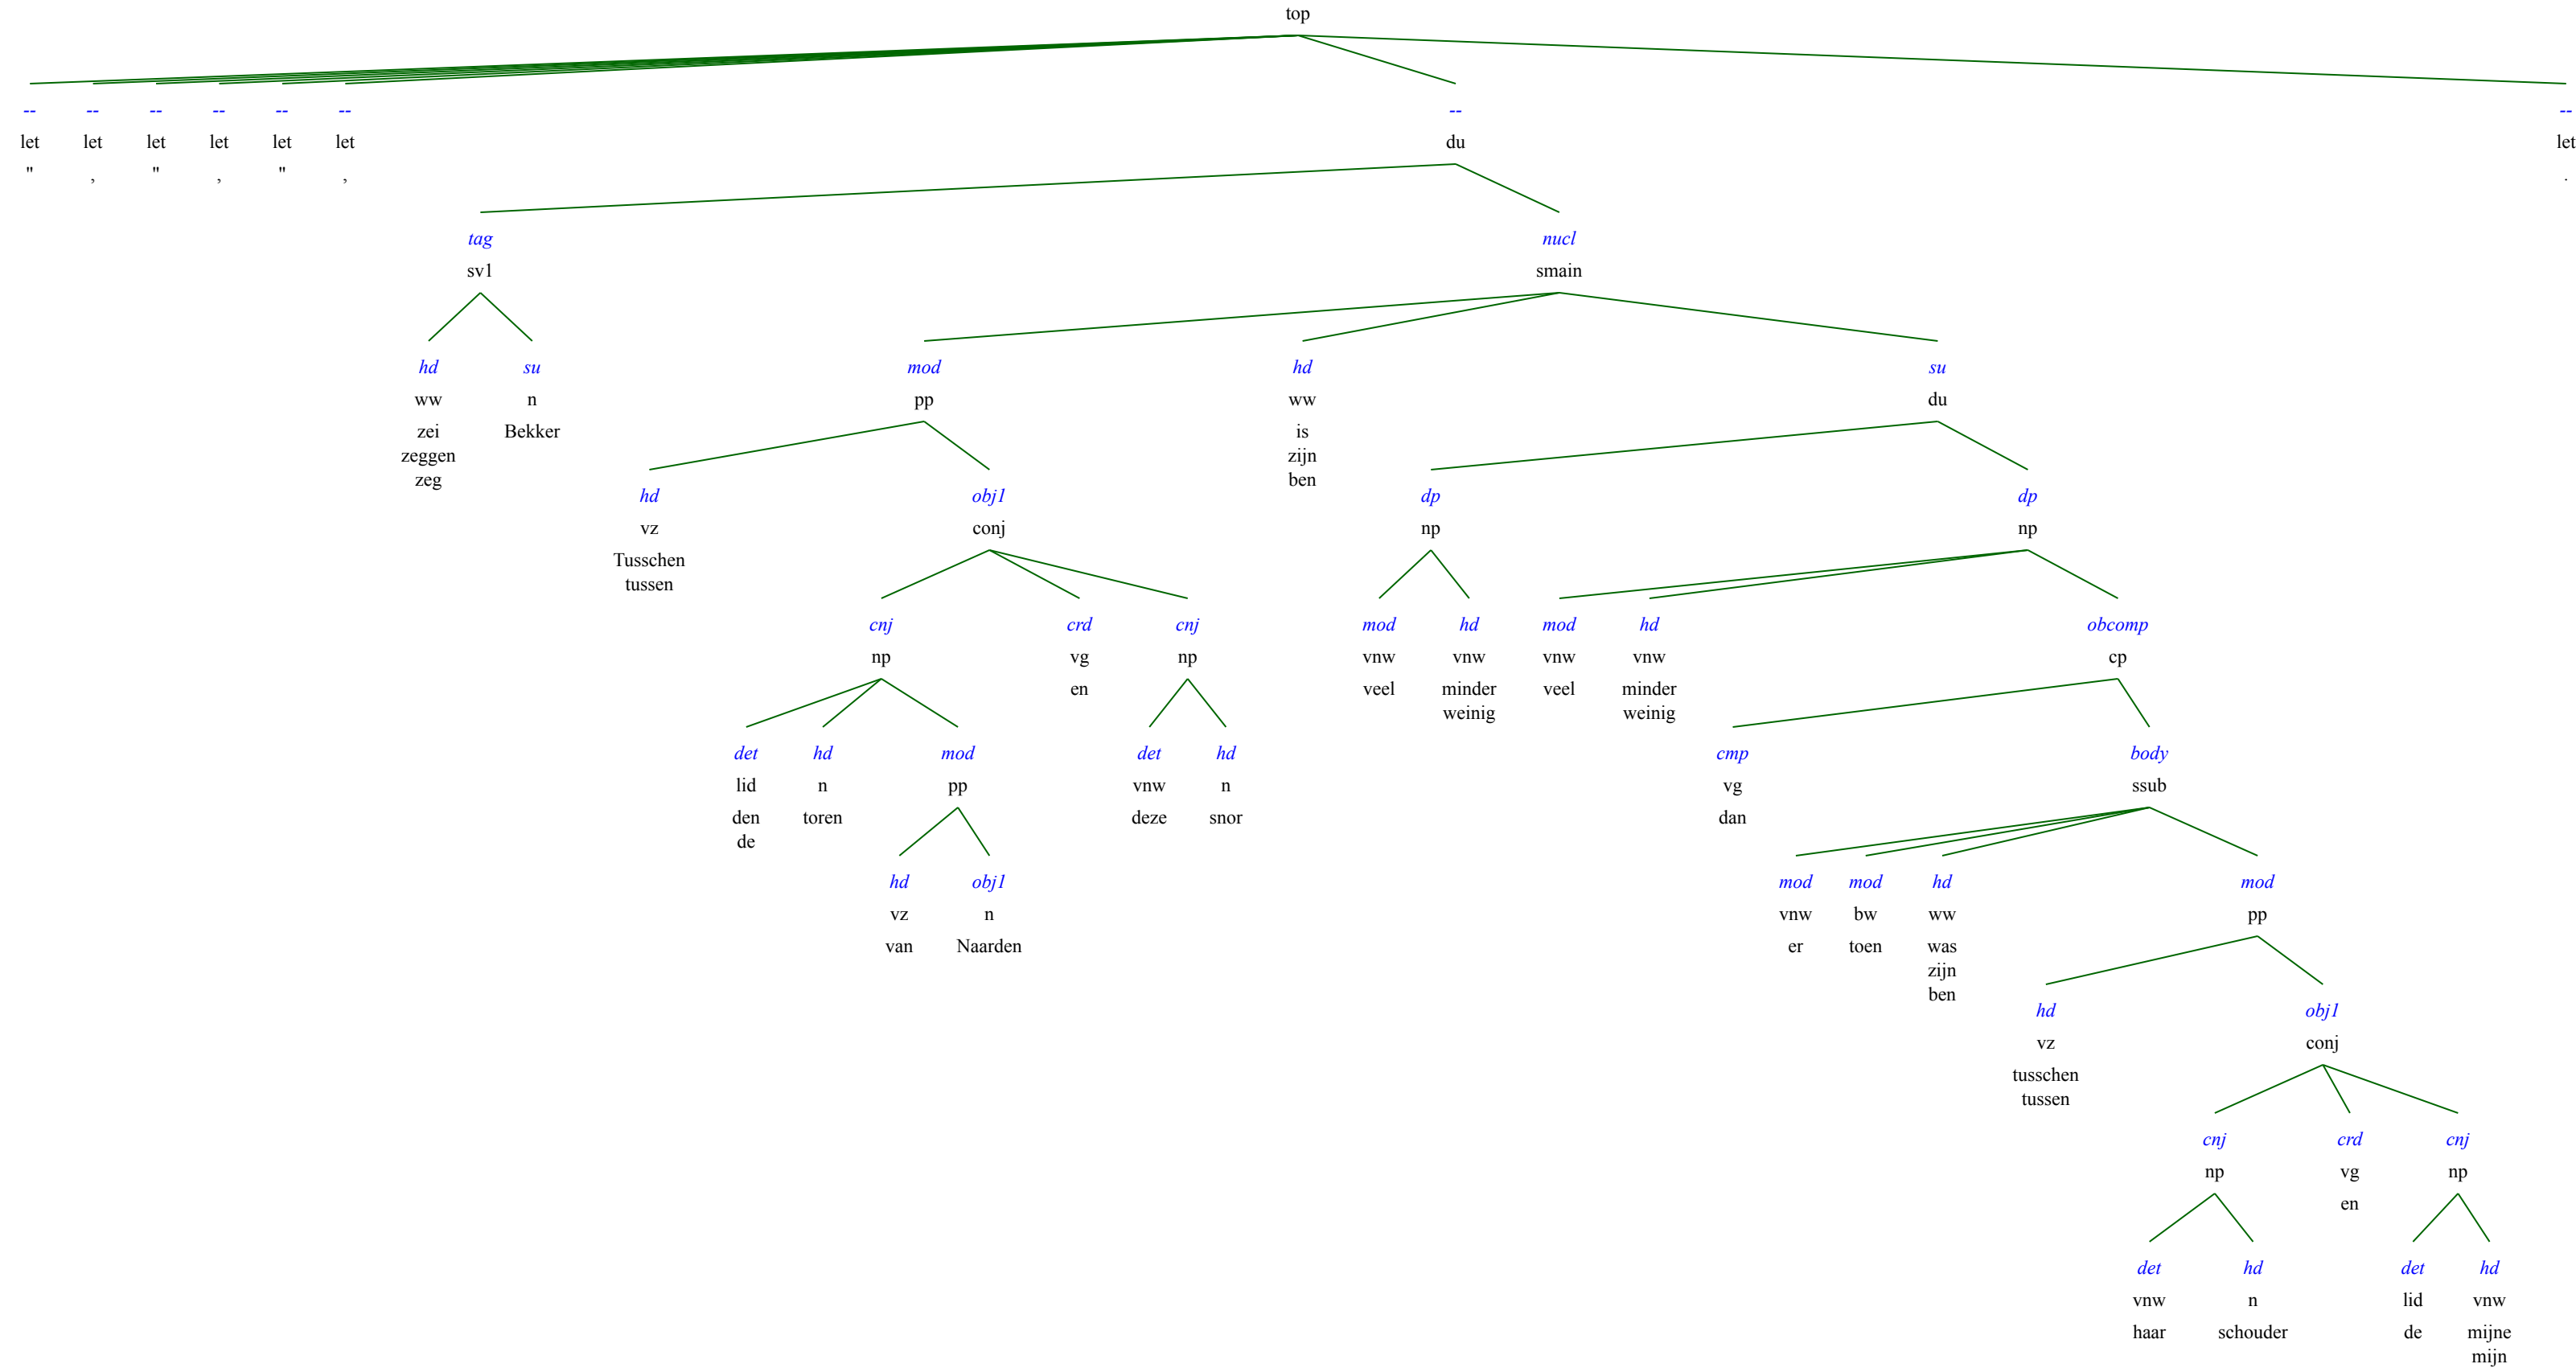 top
-- -- -- -- -- -- -- --
let let let let let let du let
" , " , " , .
tag nucl
sv1 smain
hd su mod hd su
ww n pp ww du
zei Bekker is
zeggen zijn
zeg ben
hd obj1 dp dp
vz conj np np
Tusschen
tussen
cnj crd cnj mod hd mod hd obcomp
np vg np vnw vnw vnw vnw cp
en veel minder veel minder
weinig weinig
det hd mod det hd cmp body
lid n pp vnw n vg ssub
den toren deze snor dan
de
hd obj1 mod mod hd mod
vz n vnw bw ww pp
van Naarden er toen was
zijn
ben
hd obj1
vz conj
tusschen
tussen
cnj crd cnj
np vg np
en
det hd det hd
vnw n lid vnw
haar schouder de mijne
mijn